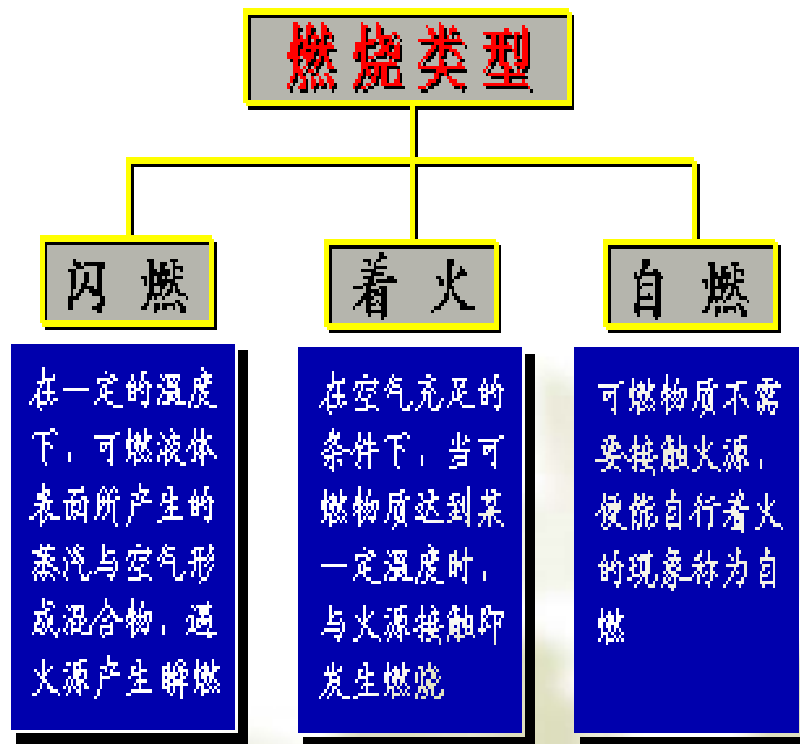 燃烧类型
闪燃
着火
自燃
在一定的温度
下，可燃液体
表面所产生的
蒸汽与空气形
成混合物，遇
火源产生瞬燃
在空气充足的
条件下，当可
燃物质达到某
一定温度时，
与火源接触即
发生燃烧
可燃物质不需
要接触火源，
便能自行着火
的现象称为自
燃